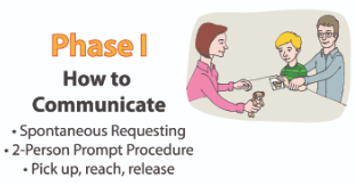 Phase I
How to
Communicate
• Spontaneous Requesting
• 2-Person Prompt Procedure
• Pick up, reach, release